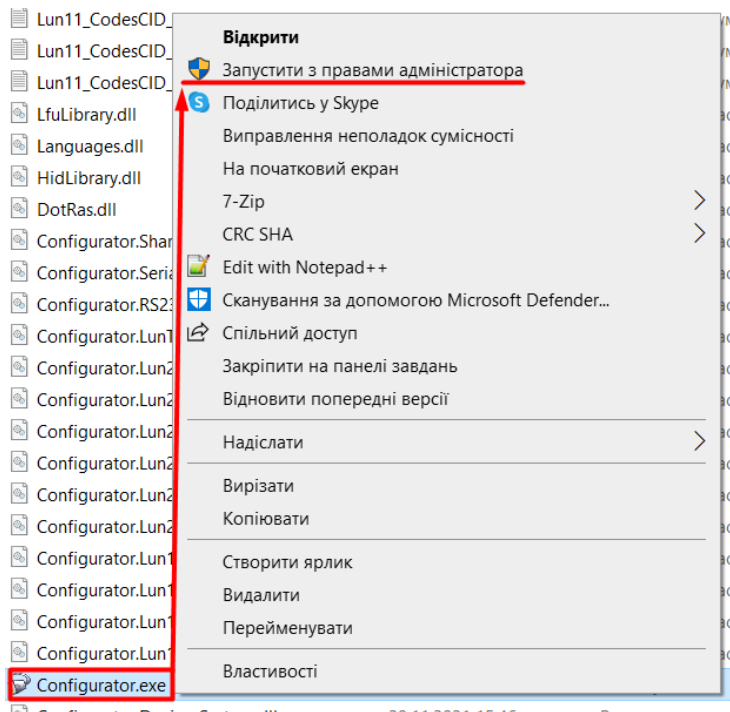 Lun11_CodesCID_
Lun11_CodesCID_
Lun11_CodesCID_
LfuLibrary.dll
Languages.dll
HidLibrary.dll
DotRas.dll
Configurator.Shar
Configurator.Seria
Configurator.RS23
Configurator.LunT
Configurator.Lun2
Configurator.Lun2
Configurator.Lun2
Configurator.Lun2
Configurator.Lun2
Configurator.Lun2
Configurator.Lun1
Configurator.Lun1
Configurator.Lun1
Configurator.Lun1
Configurator.exe
Відкрити
Запустити з правами адміністратора
Поділитись у Skype
Виправлення неполадок сумісності
На початковий екран
7-Zip
CRC SHA
Edit with Notepad++
Сканування за допомогою Microsoft Defender...
Спільний доступ
Закріпити на панелі завдань
Відновити попередні версії
Надіслати
Вирізати
Копіювати
Створити ярлик
Видалити
Перейменувати
Властивості